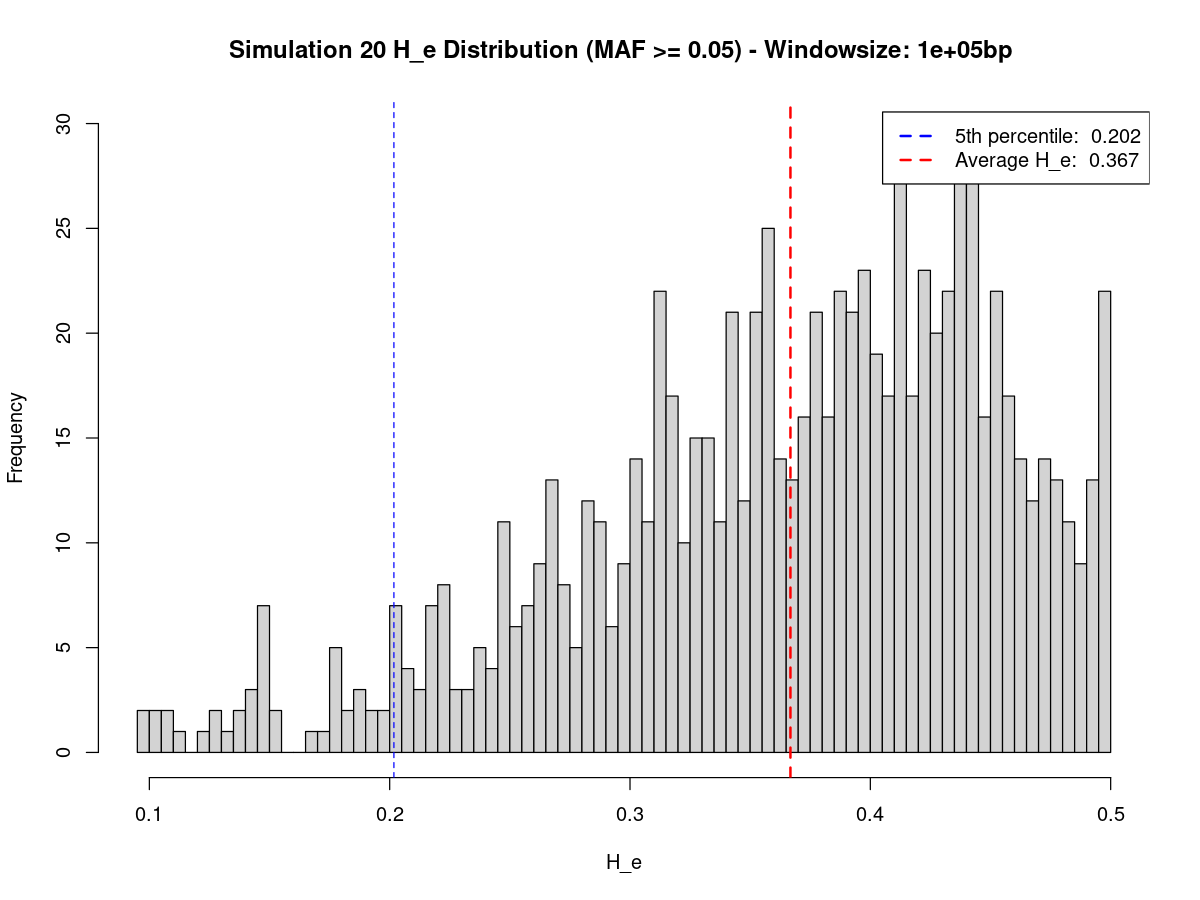 Simulation 20 H_e Distribution (MAF >= 0.05) - Windowsize: 1e+05bp
5th percentile: 0.202
Average H_e: 0.367
Frequency
30
25
20
15
10
5
0
0.1 0.2 0.3 0.4 0.5
H_e